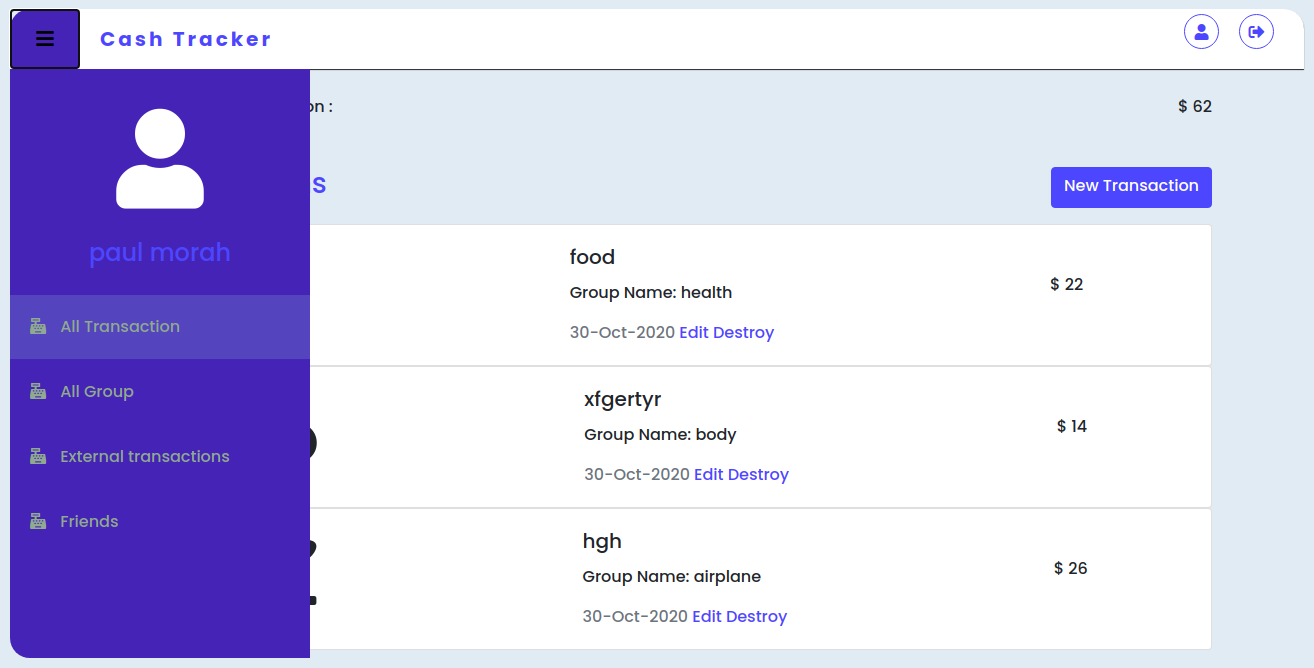 Cash Tracker
on :
$ 62
s
New Transaction
paul morah
All Transaction
All Group
External transactions
Friends
food
Group Name: health
30-Oct-2020 Edit Destroy
$ 22
xfgertyr
Group Name: body
30-Oct-2020 Edit Destroy
$ 14
hgh
Group Name: airplane
30-Oct-2020 Edit Destroy
$ 26